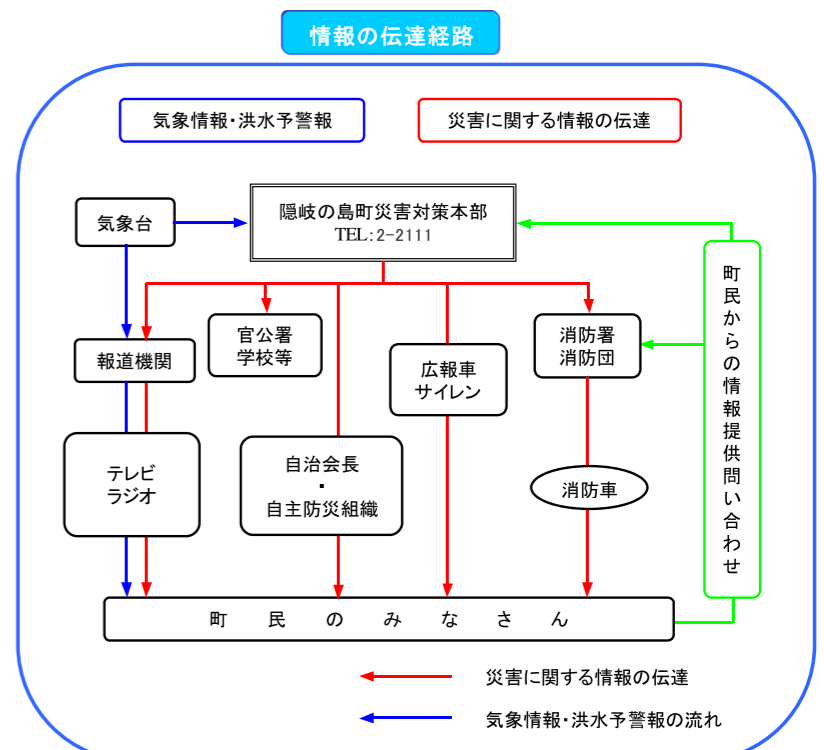 情報の伝達経路
気象情報・洪水予警報
災害に関する情報の伝達
気象台
隠岐の島町災害対策本部
TEL:2-2111
町民からの情報提供問い合わせ
官公署
学校等
消防署
消防団
報道機関
広報車
サイレン
テレビ
ラジオ
自治会長
・
自主防災組織
消防車
町民のみなさん
災害に関する情報の伝達
気象情報・洪水予警報の流れ